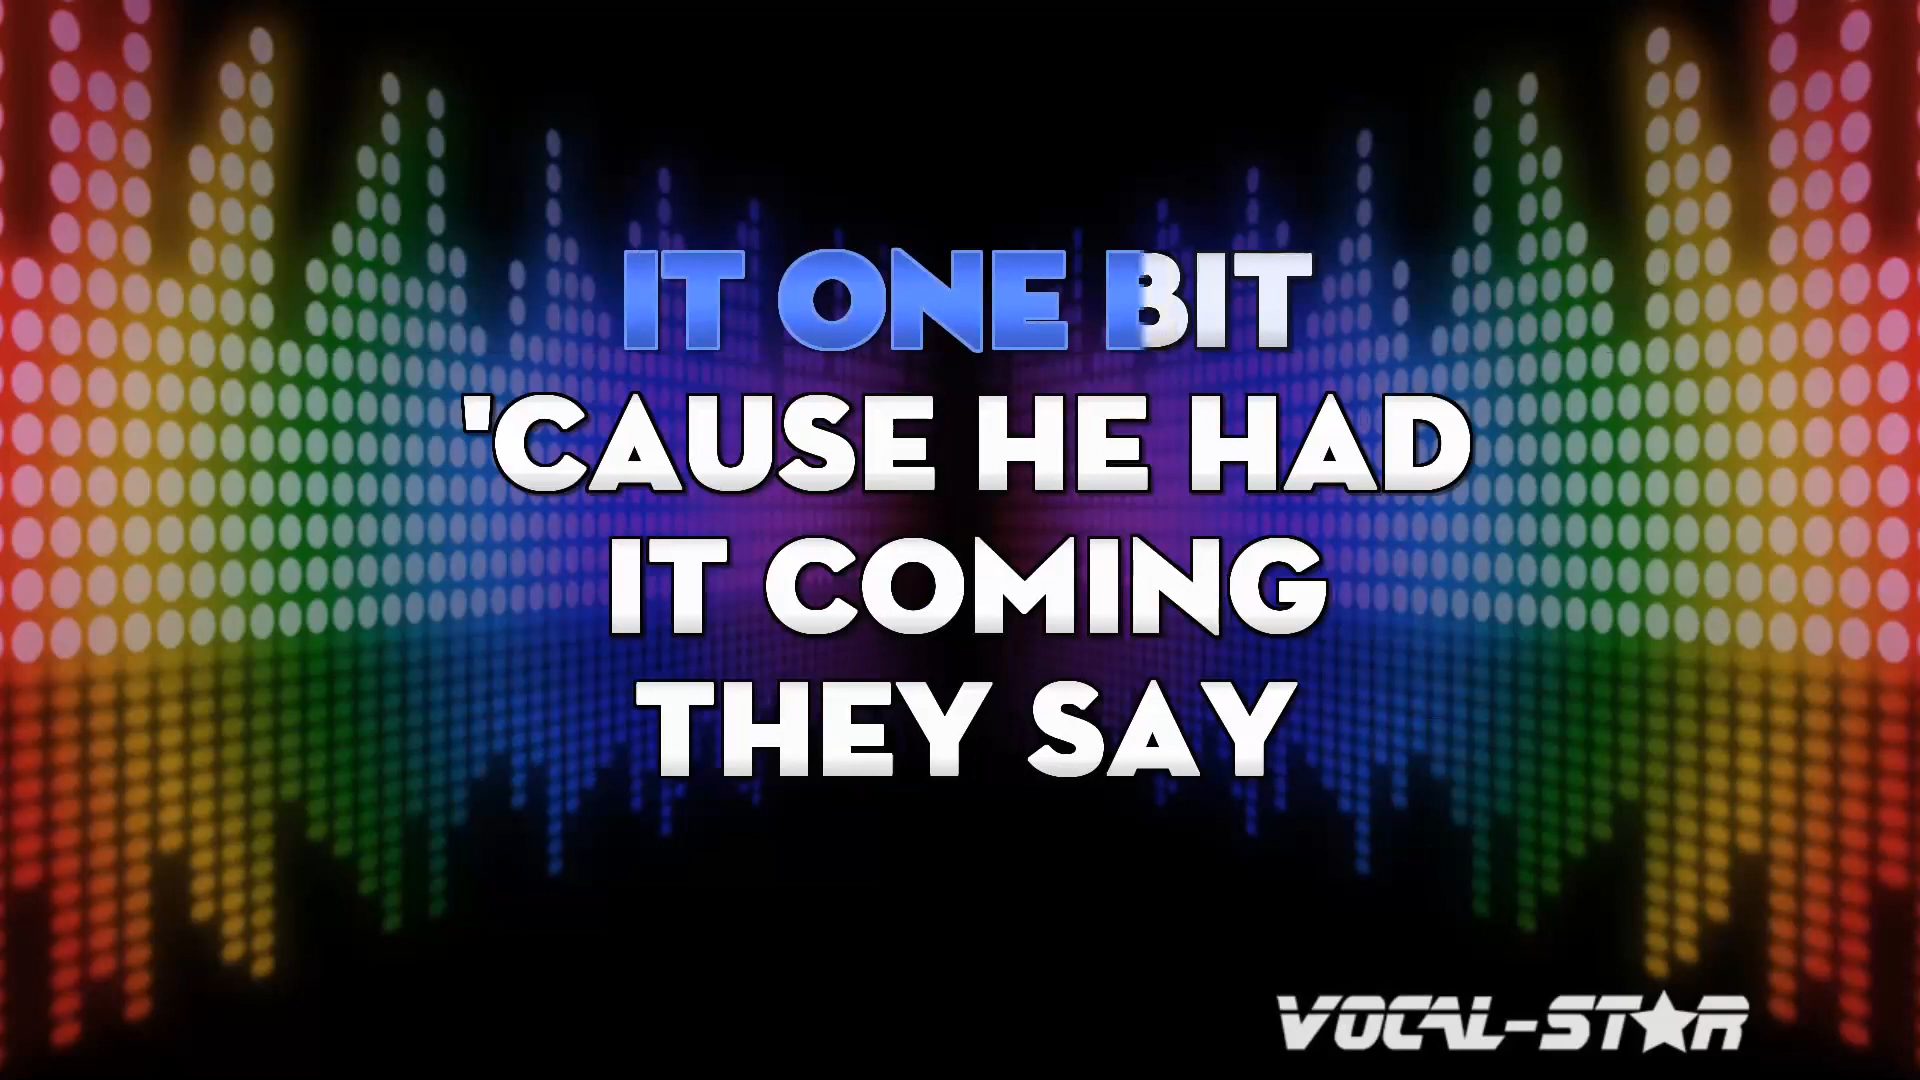 IT ONE BIT
'CAUSE HE HAD
IT COMING
THEY SAY
VOCAL-STAR